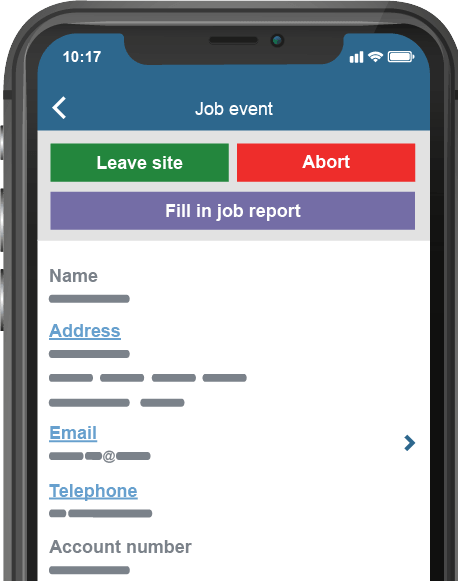 10:17
Job event
Leave site
Abort
Fill in job report
Name
Address
Email
@
Telephone
Account number